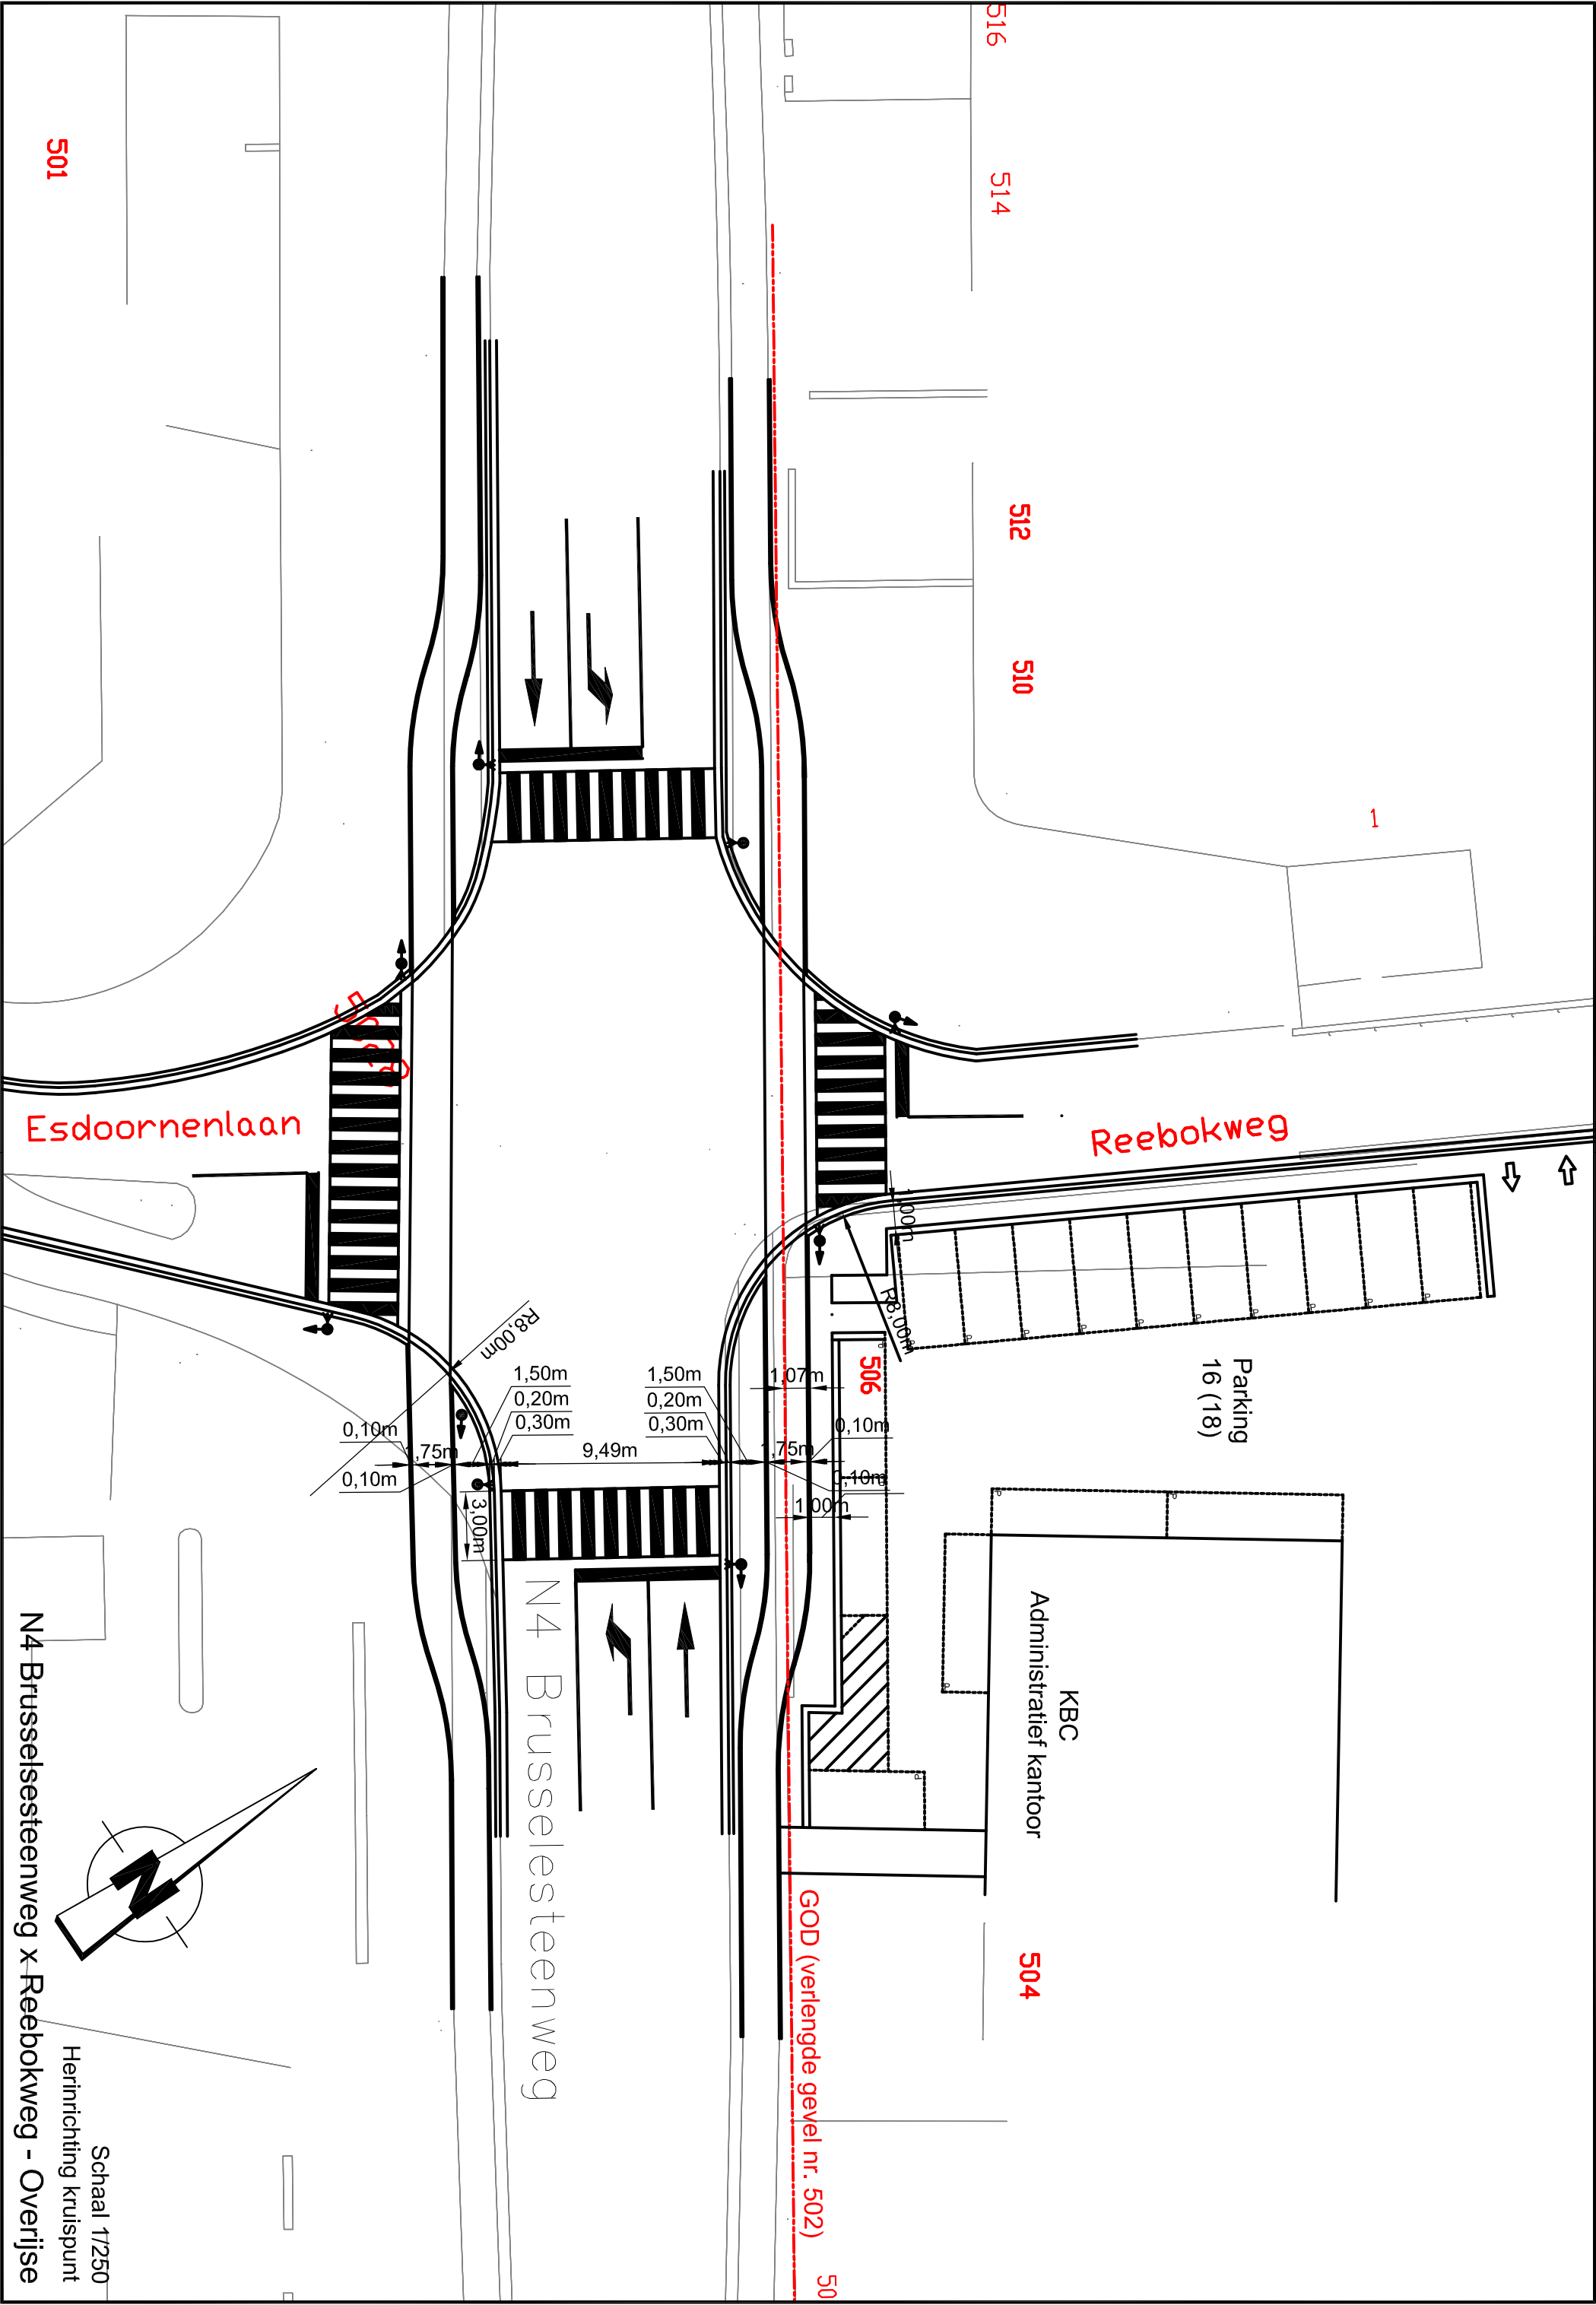 516
514
501
512
510
1
Esdoornenlaan
Reebokweg
1,00m
R8,00m
R8,00m
506
Parking
16 (18)
1,50m
0,20m
0,30m
1,50m
0,20m
0,30m
1,07m
0,10m
1,75m
0,10m
9,49m
1,75m
0,10m
0,10m
3,00m
1,00m
KBC
Administratief kantoor
N4 Brusselesteenweg
504
GOD (verlengde gevel nr. 502)
50
N
Schaal 1/250
Herinrichting kruispunt
N4 Brusselsesteenweg x Reebokweg - Overijse